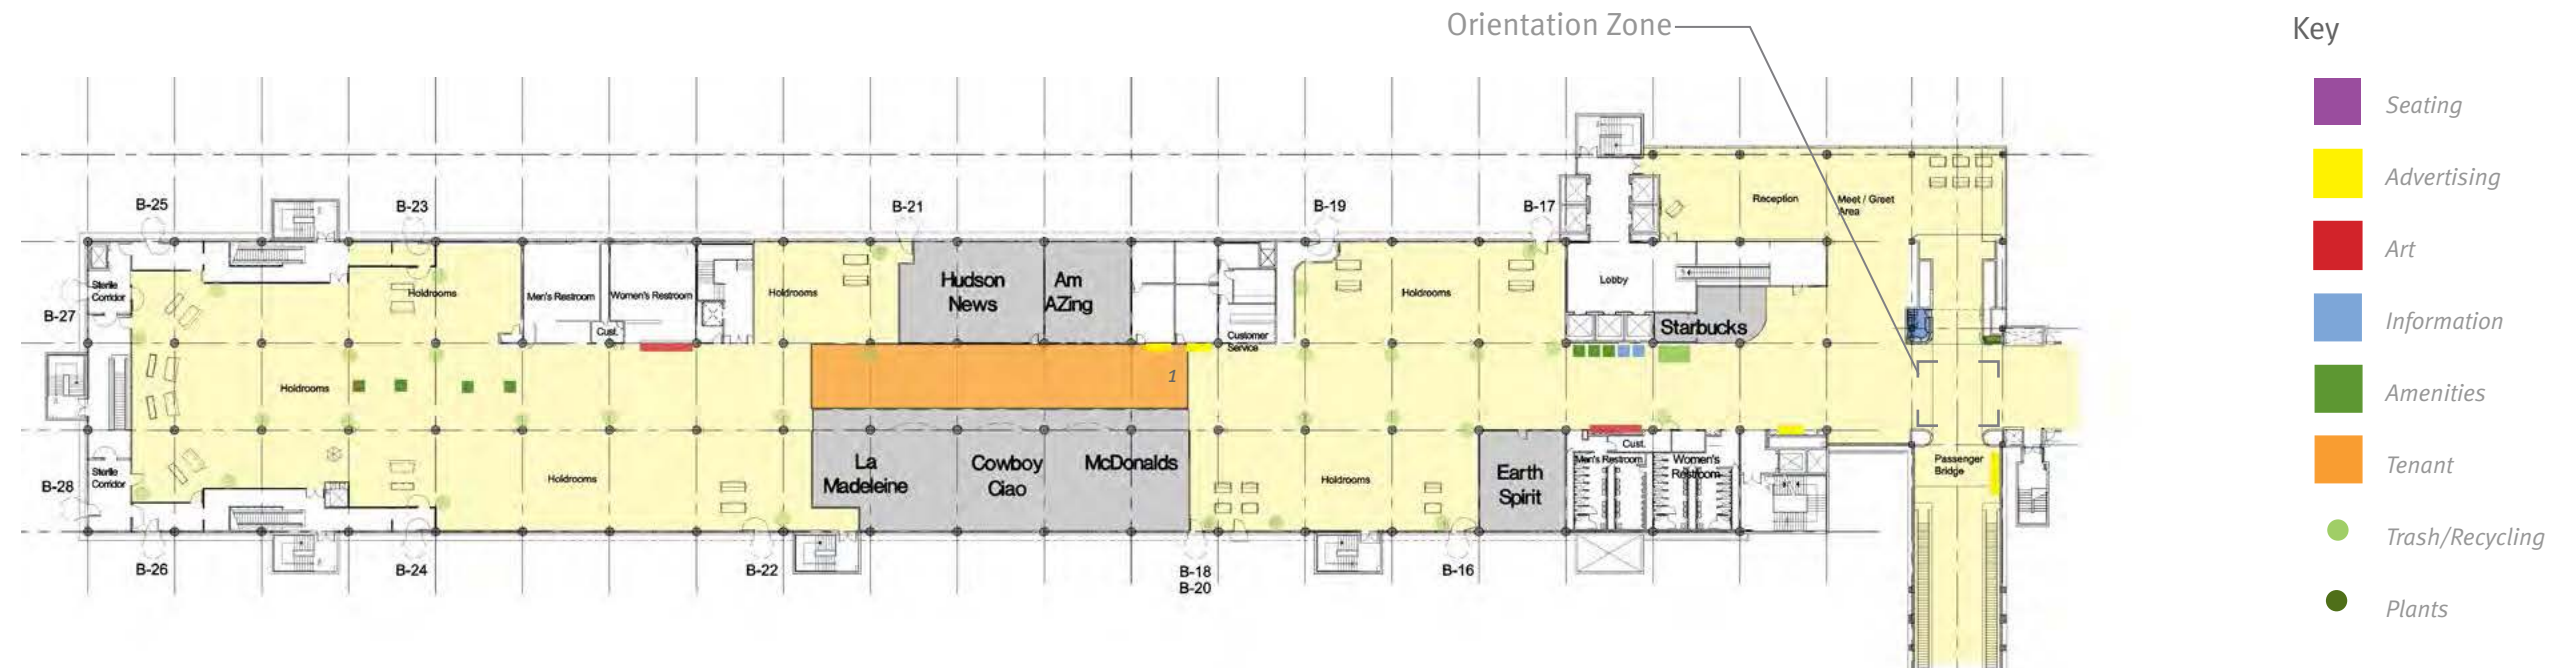 Orientation Zone
Key
Seating
Advertising
Art
Information
Amenities
Tenant
Trash/Recycling
Plants
B-25
B-23
B-21
B-19
B-17
Reception
Meet / Greet
Area
Sterile
Corridor
Holdrooms
Men's Restroom
Women's Restroom
Cust.
Holdrooms
Hudson
News
Am
AZing
Customer
Service
Holdrooms
Lobby
Starbucks
B-27
Holdrooms
1
B-28
Sterile
Corridor
Holdrooms
La
Madeleine
Cowboy
Ciao
McDonalds
Holdrooms
Earth
Spirit
Cust.
Men's Restroom
Women's
Restroom
Passenger
Bridge
B-26
B-24
B-22
B-18
B-20
B-16